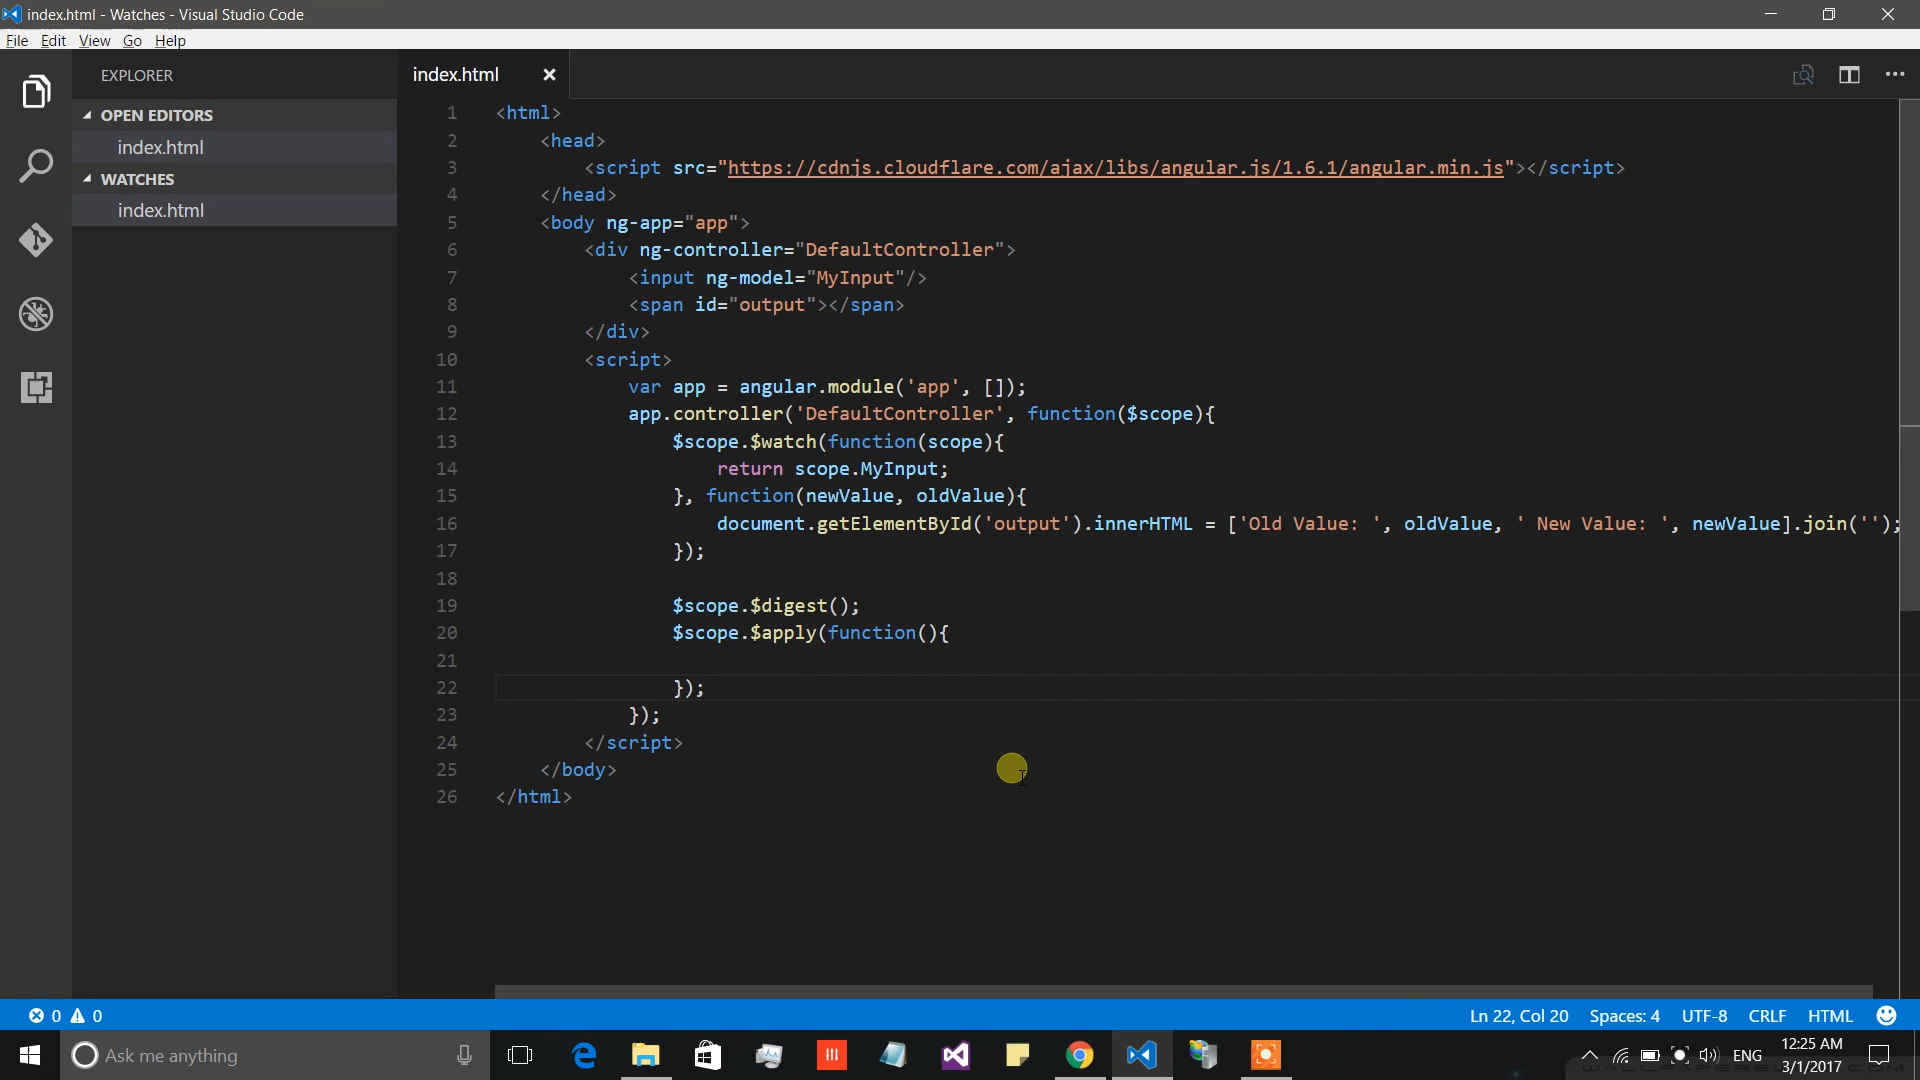 index.html - Watches - Visual Studio Code
File Edit View Go Help
EXPLORER
OPEN EDITORS
index.html
WATCHES
index.html
index.html
1 <html>
2 <head>
3 <script src="https://cdnjs.cloudflare.com/ajax/libs/angular.js/1.6.1/angular.min.js"></script>
4 </head>
5 <body ng-app="app">
6 <div ng-controller="DefaultController">
7 <input ng-model="MyInput"/>
8 <span id="output"></span>
9 </div>
10 <script>
11 var app = angular.module('app', []);
12 app.controller('DefaultController', function($scope){
13 $scope.$watch(function(scope){
14 return scope.MyInput;
15 }, function(newValue, oldValue){
16 document.getElementById('output').innerHTML = ['Old Value: ', oldValue, ' New Value: ', newValue].join('');
17 });
18
19 $scope.$digest();
20 $scope.$apply(function(){
21
22 });
23 });
24 </script>
25 </body>
26 </html>
0 0
Ln 22, Col 20 Spaces: 4 UTF-8 CRLF HTML
Ask me anything
ENG
12:25 AM
3/1/2017